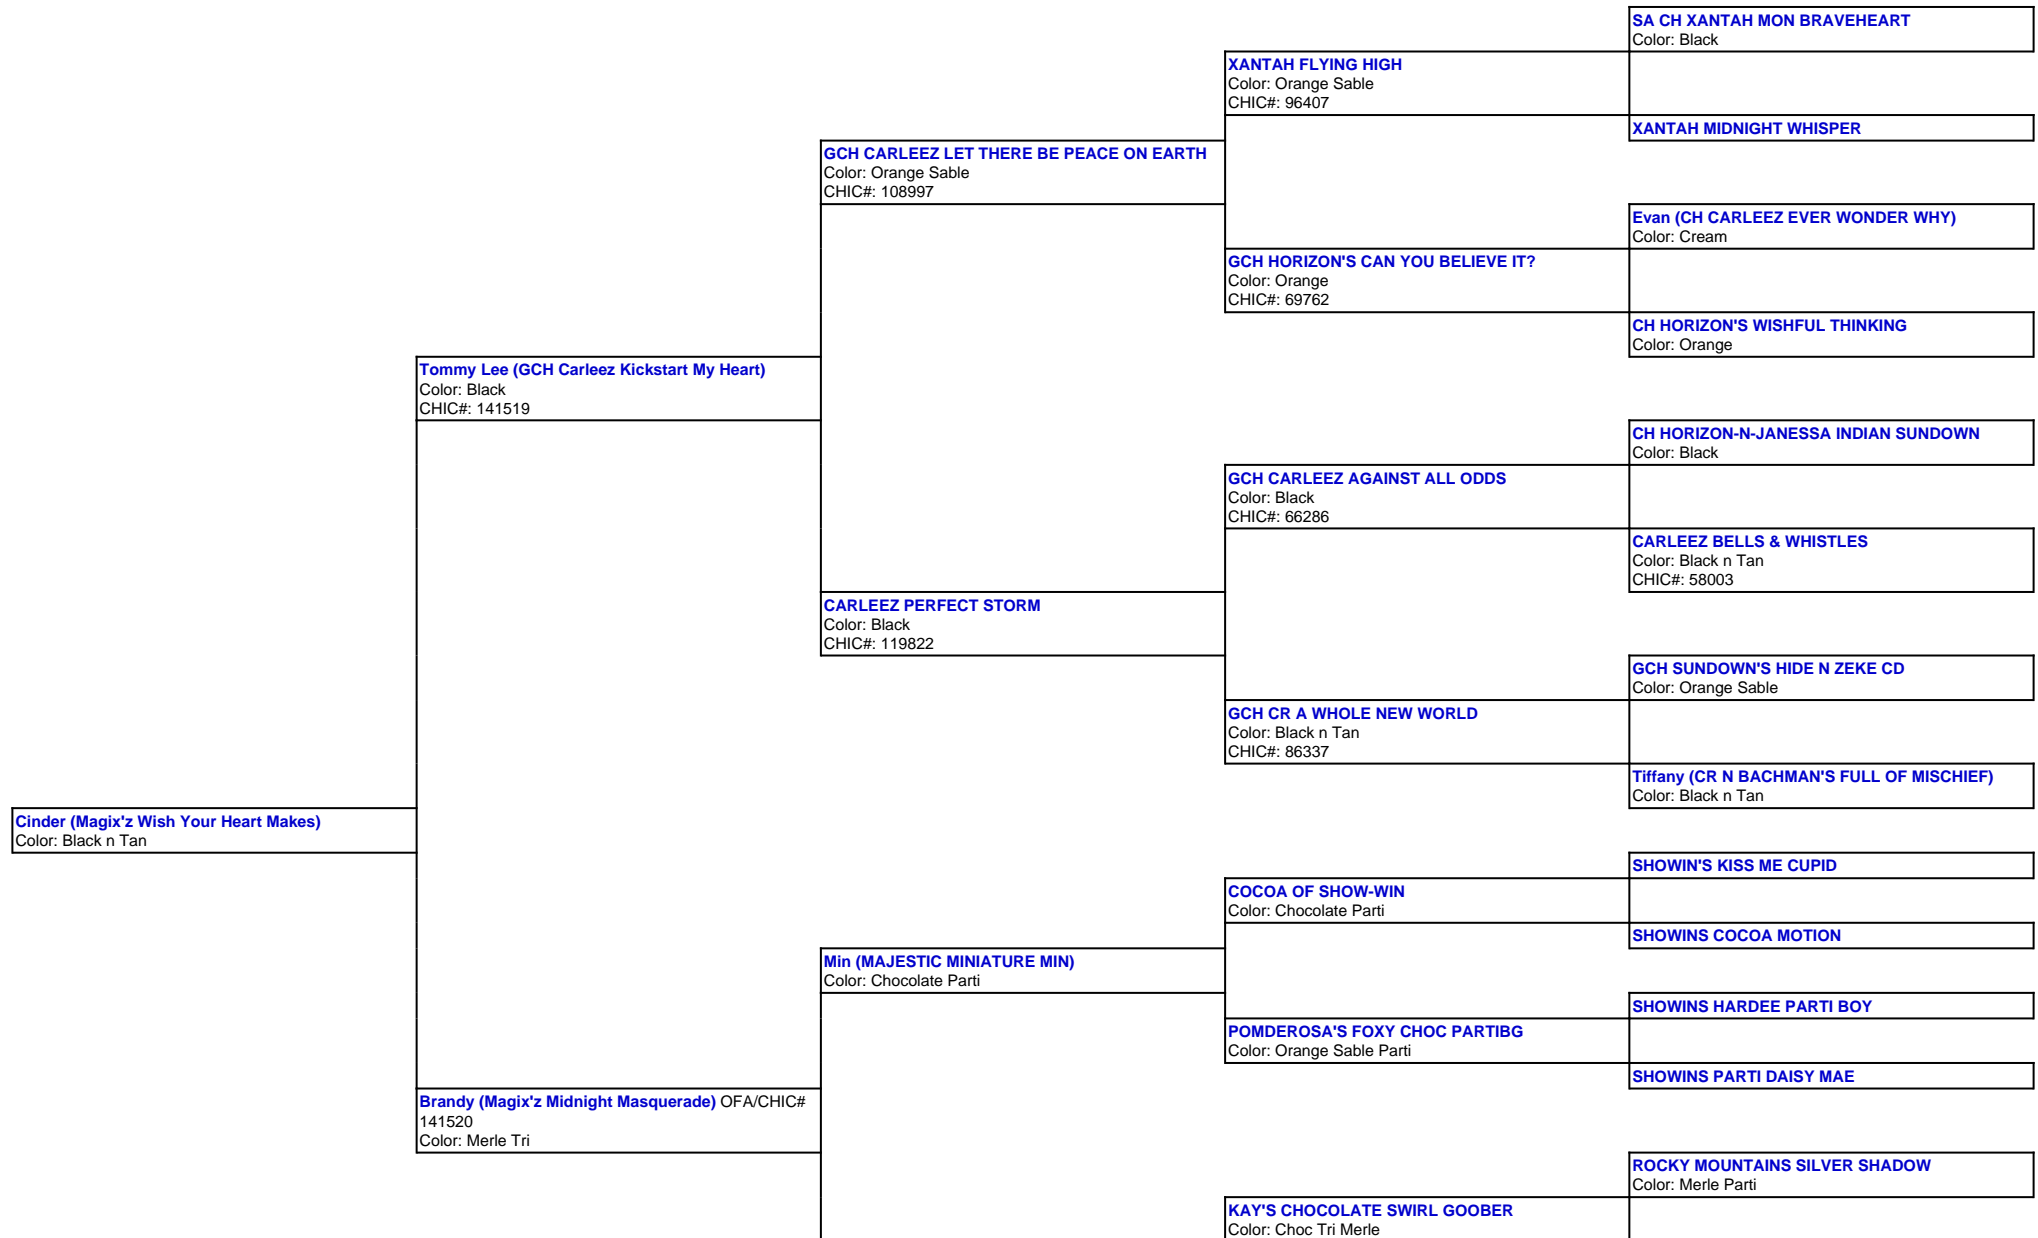 SA CH XANTAH MON BRAVEHEART
Color: Black
XANTAH FLYING HIGH
Color: Orange Sable
CHIC#: 96407
XANTAH MIDNIGHT WHISPER
GCH CARLEEZ LET THERE BE PEACE ON EARTH
Color: Orange Sable
CHIC#: 108997
Evan (CH CARLEEZ EVER WONDER WHY)
Color: Cream
GCH HORIZON'S CAN YOU BELIEVE IT?
Color: Orange
CHIC#: 69762
CH HORIZON'S WISHFUL THINKING
Color: Orange
Tommy Lee (GCH Carleez Kickstart My Heart)
Color: Black
CHIC#: 141519
CH HORIZON-N-JANESSA INDIAN SUNDOWN
Color: Black
GCH CARLEEZ AGAINST ALL ODDS
Color: Black
CHIC#: 66286
CARLEEZ BELLS & WHISTLES
Color: Black n Tan
CHIC#: 58003
CARLEEZ PERFECT STORM
Color: Black
CHIC#: 119822
GCH SUNDOWN'S HIDE N ZEKE CD
Color: Orange Sable
GCH CR A WHOLE NEW WORLD
Color: Black n Tan
CHIC#: 86337
Tiffany (CR N BACHMAN'S FULL OF MISCHIEF)
Color: Black n Tan
Cinder (Magix'z Wish Your Heart Makes)
Color: Black n Tan
SHOWIN'S KISS ME CUPID
COCOA OF SHOW-WIN
Color: Chocolate Parti
SHOWINS COCOA MOTION
Min (MAJESTIC MINIATURE MIN)
Color: Chocolate Parti
SHOWINS HARDEE PARTI BOY
POMDEROSA'S FOXY CHOC PARTIBG
Color: Orange Sable Parti
SHOWINS PARTI DAISY MAE
Brandy (Magix'z Midnight Masquerade) OFA/CHIC#
141520
Color: Merle Tri
ROCKY MOUNTAINS SILVER SHADOW
Color: Merle Parti
KAY'S CHOCOLATE SWIRL GOOBER
Color: Choc Tri Merle